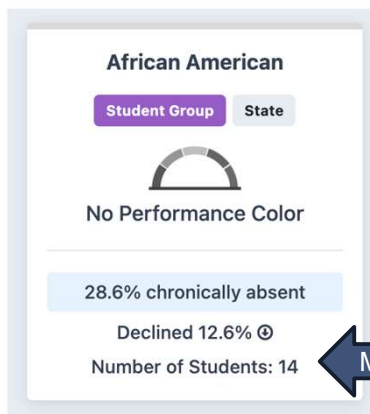 African American
Student Group State
No Performance Color
28.6% chronically absent
Declined 12.6%
Number of Students: 14